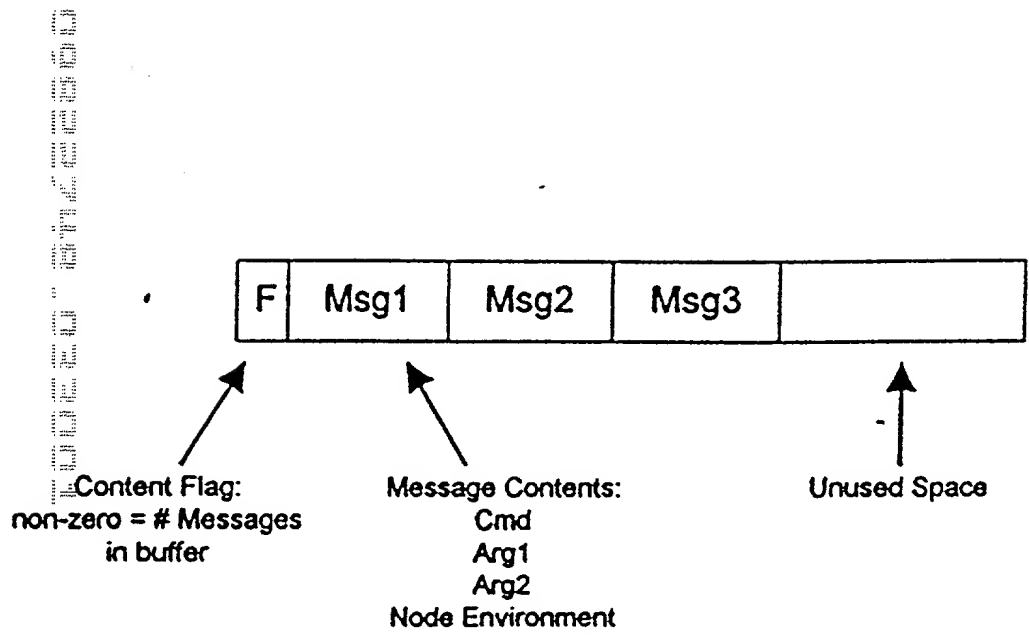 F
Msg1
Msg2
Msg3
Content Flag:
non-zero = # Messages
in buffer
Message Contents:
Cmd
Arg1
Arg2
Node Environment
Unused Space